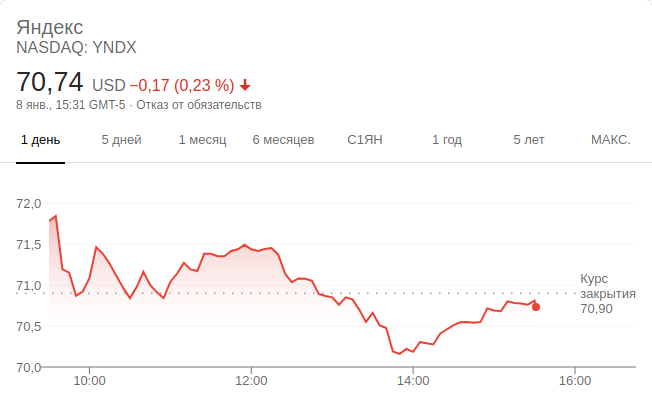 Яндекс
NASDAQ: YNDX
70,74 USD −0,17 (0,23 %)
8 янв., 15:31 GMT-5 · Отказ от обязательств
1 день 5 дней 1 месяц 6 месяцев С1ЯН 1 год 5 лет МАКС.
72,0
71,5
71,0
70,5
70,0
Курс
закрытия
70,90
10:00 12:00 14:00 16:00